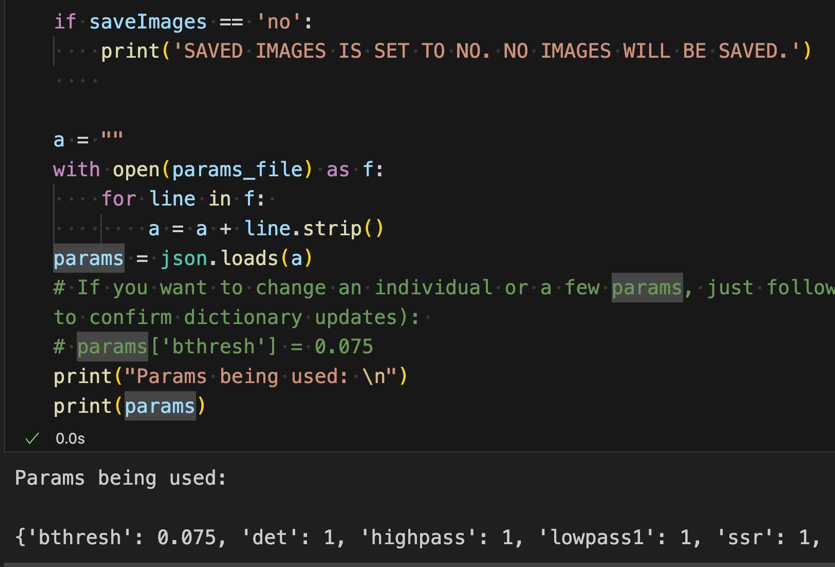 if saveImages == 'no':
print('SAVED IMAGES IS SET TO NO. NO IMAGES WILL BE SAVED.')
a = ""
with open(params_file) as f:
for line in f:
a = a + line.strip()
params = json.loads(a)
# If you want to change an individual or a few params, just follow
to confirm dictionary updates):
# params['bthresh'] = 0.075
print("Params being used: \n")
print(params)
0.0s
Params being used:
{'bthresh': 0.075, 'det': 1, 'highpass': 1, 'lowpass1': 1, 'ssr': 1,